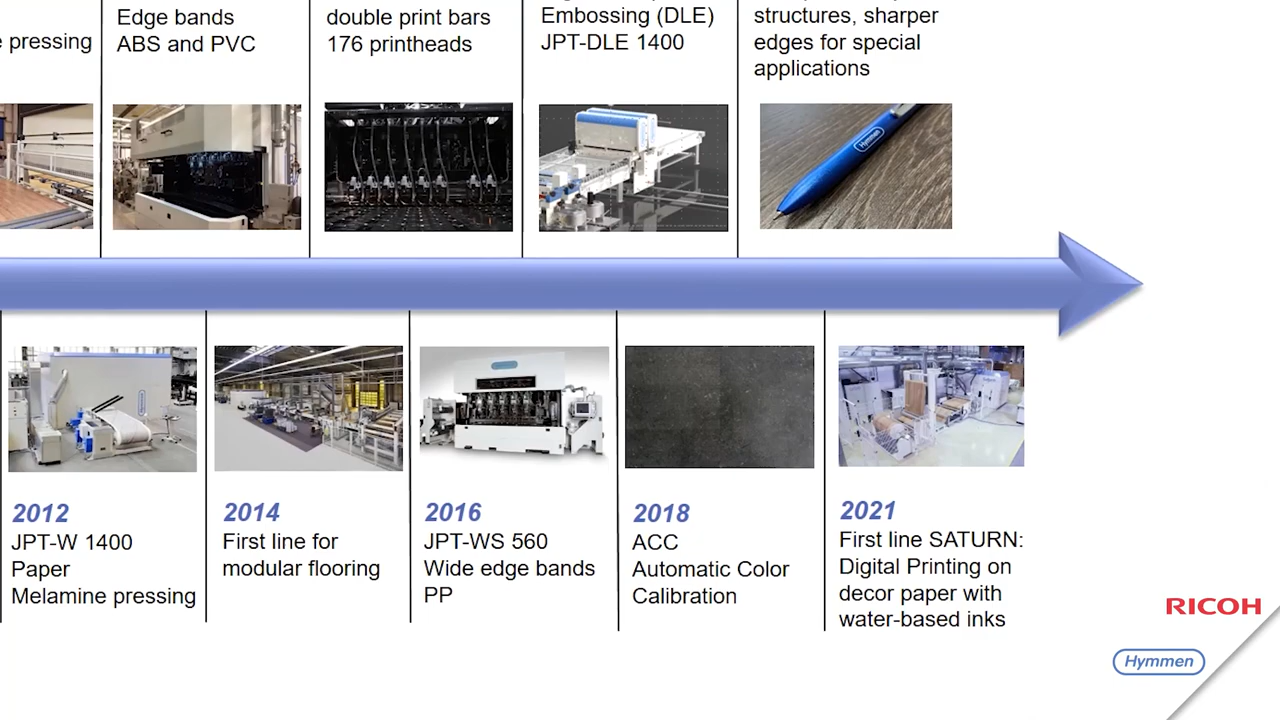 pressing
Edge bands
ABS and PVC
double print bars
176 printheads
Embossing (DLE)
JPT-DLE 1400
structures, sharper
edges for special
applications
Hymmen
2012
JPT-W 1400
Paper
Melamine pressing
2014
First line for
modular flooring
2016
JPT-WS 560
Wide edge bands
PP
2018
ACC
Automatic Color
Calibration
2021
First line SATURN:
Digital Printing on
decor paper with
water-based inks
RICOH
Hymmen